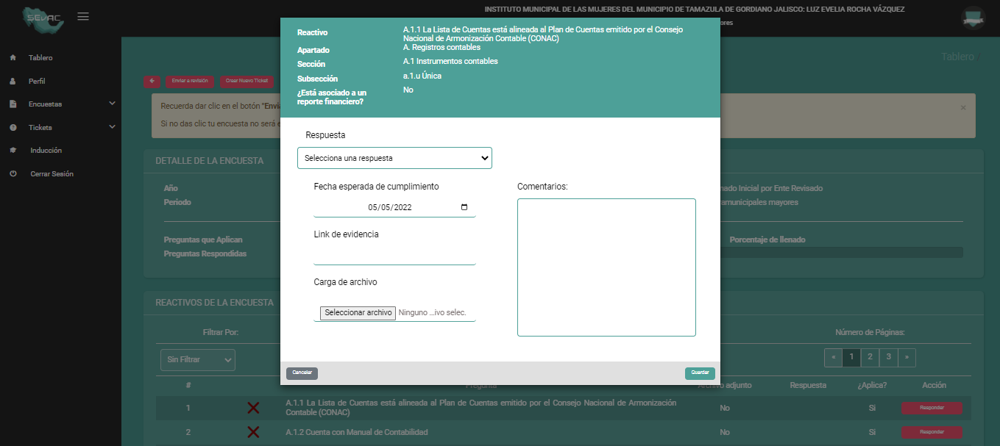 SEVAC
INSTITUTO MUNICIPAL DE LAS MUJERES DEL MUNICIPIO DE TAMAZULA DE GORDIANO JALISCO: LUZ EVELIA ROCHA VÁZQUEZ
ores
Tablero
Perfil
Encuestas
Tickets
Inducción
Cerrar Sesión
Tablero /
Enviar a revisión
Crear Nuevo Ticket
Recuerda dar clic en el botón "Envia
Si no das clic tu encuesta no será e
×
Reactivo
A.1.1 La Lista de Cuentas está alineada al Plan de Cuentas emitido por el Consejo
Nacional de Armonización Contable (CONAC)
Apartado
A. Registros contables
Sección
A.1 Instrumentos contables
Subsección
a.1.u Única
¿Está asociado a un
reporte financiero?
No
Respuesta
Selecciona una respuesta
Fecha esperada de cumplimiento
05/05/2022
Link de evidencia
Carga de archivo
Seleccionar archivo Ninguno ...ivo selec.
Comentarios:
Cancelar
Guardar
DETALLE DE LA ENCUESTA
Año
Periodo
nado Inicial por Ente Revisado
amunicipales mayores
Preguntas que Aplican
Preguntas Respondidas
Porcentaje de llenado
REACTIVOS DE LA ENCUESTA
Filtrar Por:
Sin Filtrar
Número de Páginas:
« 1 2 3 »
# Pregunta Archivo adjunto Respuesta ¿Aplica? Acción
1 A.1.1 La Lista de Cuentas está alineada al Plan de Cuentas emitido por el Consejo Nacional de Armonización
Contable (CONAC) No Si Responder
2 A.1.2 Cuenta con Manual de Contabilidad No Si Responder